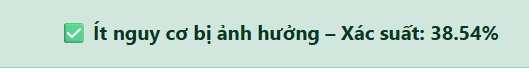 ✅ Ít nguy cơ bị ảnh hưởng – Xác suất: 38.54%